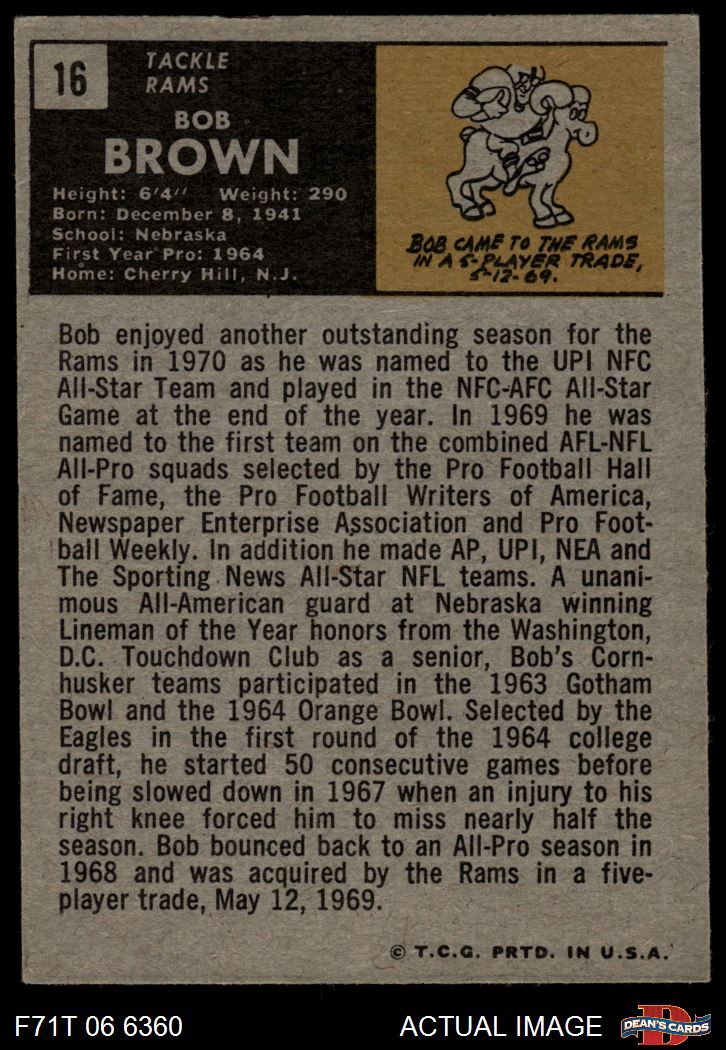 16
TACKLE
RAMS
BOB
BROWN
Height: 6'4" Weight: 290
Born: December 8, 1941
School: Nebraska
First Year Pro: 1964
Home: Cherry Hill, N.J.
BOB CAME TO THE RAMS
IN A 5-PLAYER TRADE,
5-12-69.
Bob enjoyed another outstanding season for the
Rams in 1970 as he was named to the UPI NFC
All-Star Team and played in the NFC-AFC All-Star
Game at the end of the year. In 1969 he was
named to the first team on the combined AFL-NFL
All-Pro squads selected by the Pro Football Hall
of Fame, the Pro Football Writers of America,
Newspaper Enterprise Association and Pro Foot-
ball Weekly. In addition he made AP, UPI, NEA and
The Sporting News All-Star NFL teams. A unani-
mous All-American guard at Nebraska winning
Lineman of the Year honors from the Washington,
D.C. Touchdown Club as a senior, Bob's Corn-
husker teams participated in the 1963 Gotham
Bowl and the 1964 Orange Bowl. Selected by the
Eagles in the first round of the 1964 college
draft, he started 50 consecutive games before
being slowed down in 1967 when an injury to his
right knee forced him to miss nearly half the
season. Bob bounced back to an All-Pro season in
1968 and was acquired by the Rams in a five-
player trade, May 12, 1969.
© T.C.G. PRTD. IN U.S.A.
F71T 06 6360 ACTUAL IMAGE
D
DEAN'S CARDS